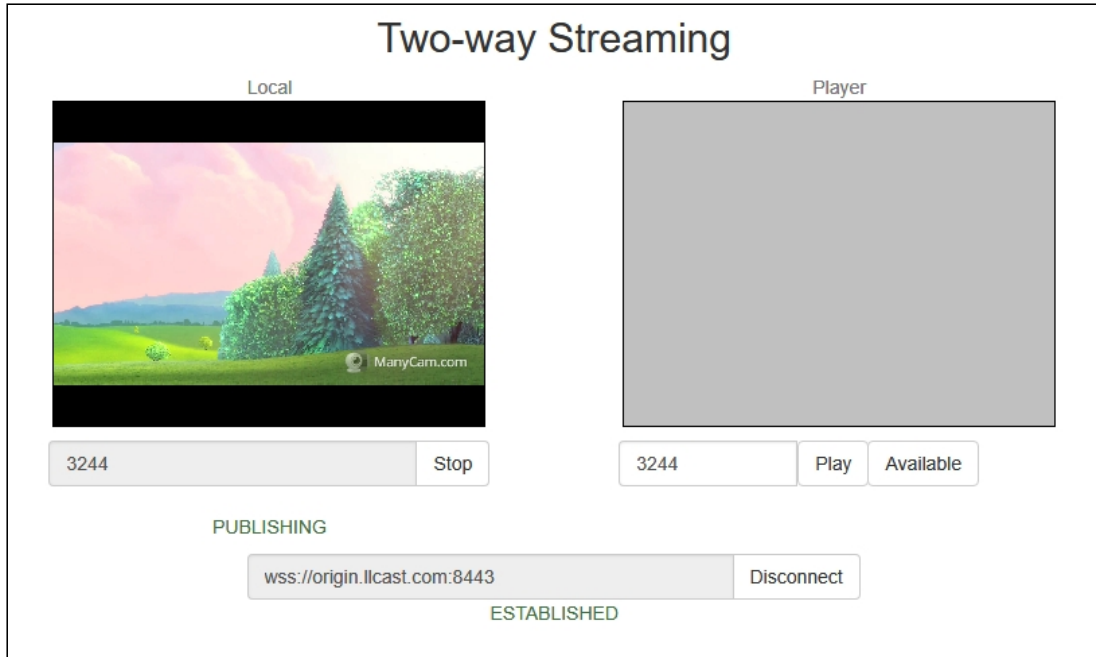 Two-way Streaming
Local
Player
ManyCam.com
3244
Stop
3244
Play
Available
PUBLISHING
wss://origin.llcast.com:8443
Disconnect
ESTABLISHED